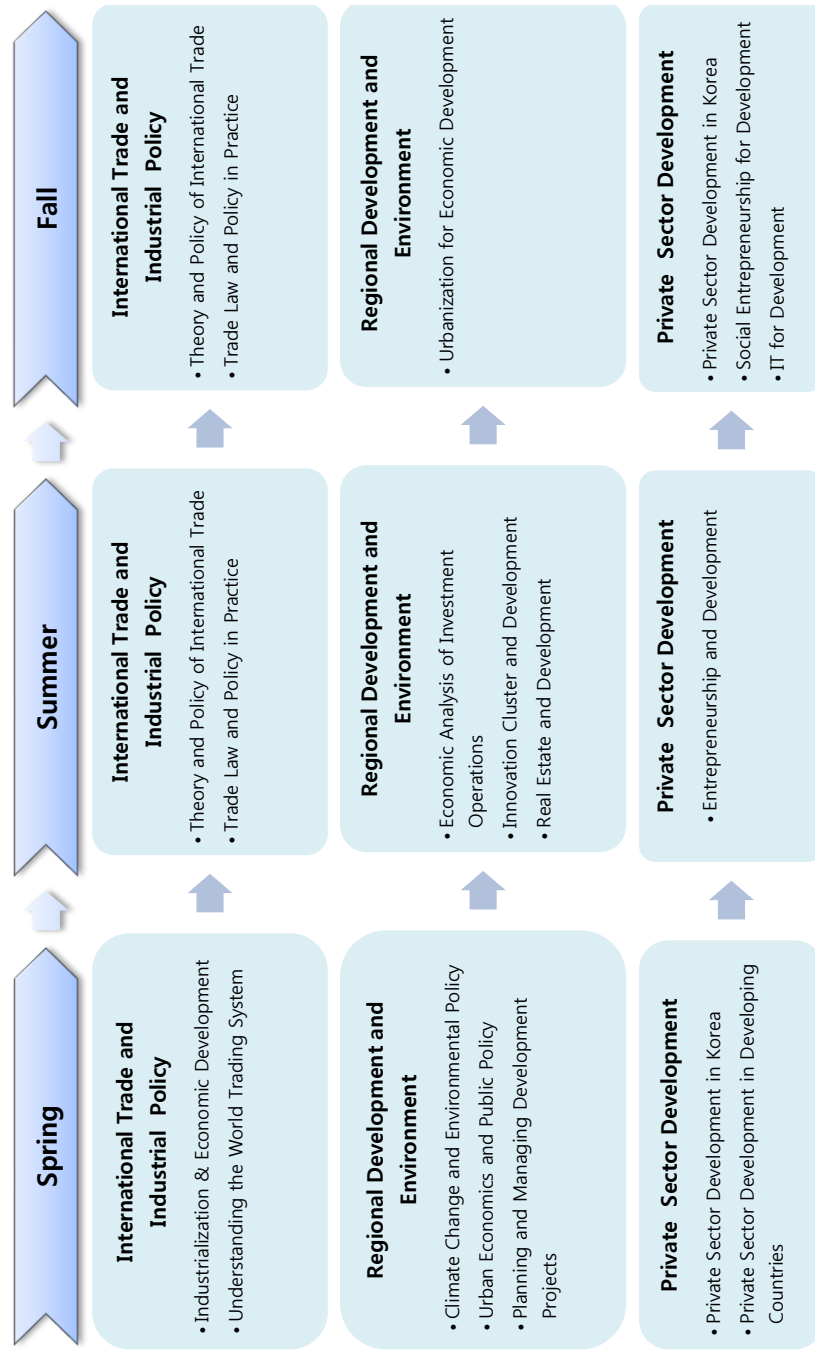 Spring
Summer
Fall
International Trade and
Industrial Policy
• Industrialization & Economic Development
• Understanding the World Trading System
International Trade and
Industrial Policy
• Theory and Policy of International Trade
• Trade Law and Policy in Practice
International Trade and
Industrial Policy
• Theory and Policy of International Trade
• Trade Law and Policy in Practice
Regional Development and
Environment
• Climate Change and Environmental Policy
• Urban Economics and Public Policy
• Planning and Managing Development
Projects
Regional Development and
Environment
• Economic Analysis of Investment
Operations
• Innovation Cluster and Development
• Real Estate and Development
Regional Development and
Environment
• Urbanization for Economic Development
Private Sector Development
• Private Sector Development in Korea
• Private Sector Development in Developing
Countries
Private Sector Development
• Entrepreneurship and Development
Private Sector Development
• Private Sector Development in Korea
• Social Entrepreneurship for Development
• IT for Development